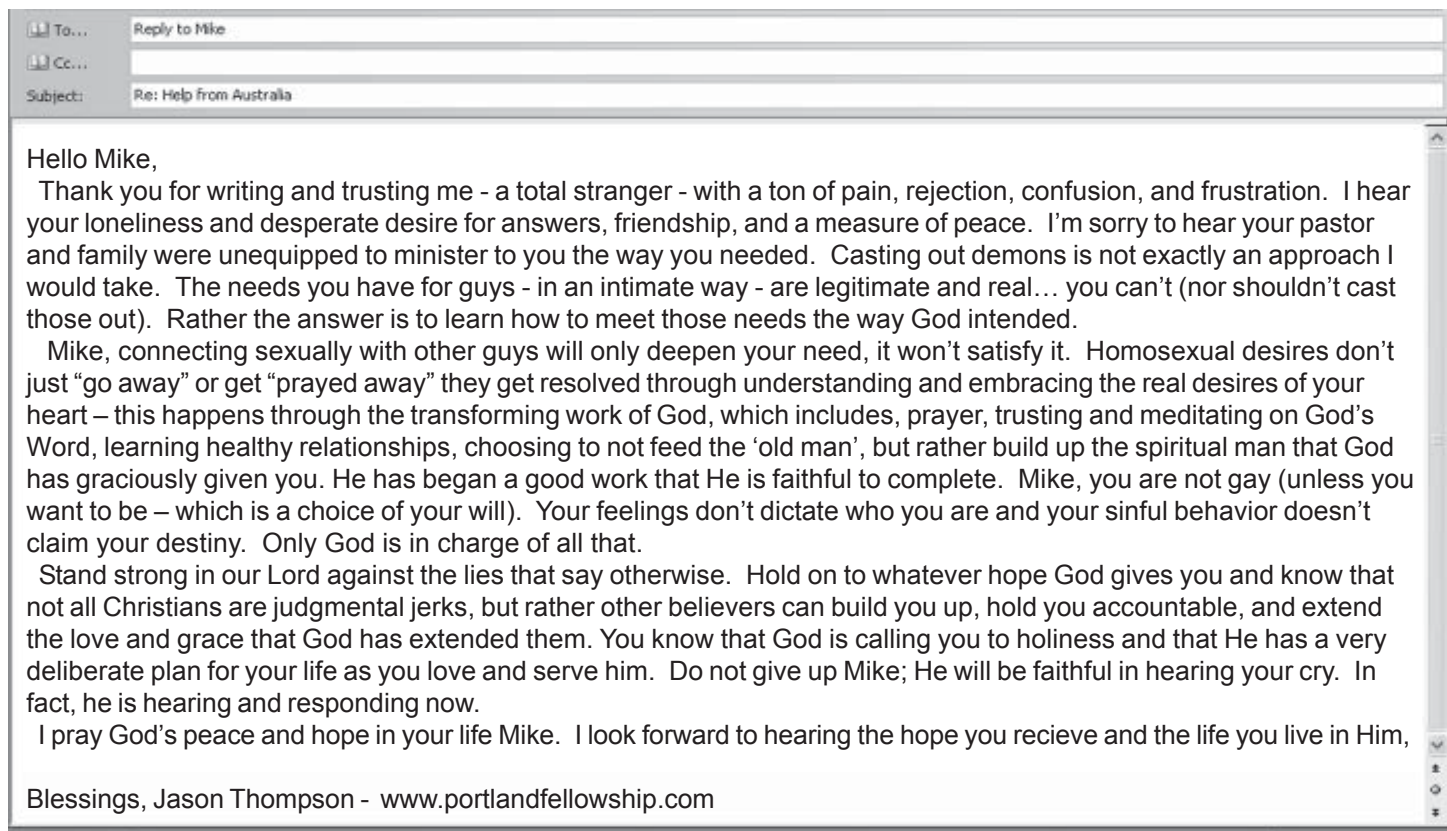 To...
Reply to Mike
Cc...
Subject:
Re: Help from Australia
Hello Mike,
Thank you for writing and trusting me - a total stranger - with a ton of pain, rejection, confusion, and frustration.  I hear
your loneliness and desperate desire for answers, friendship, and a measure of peace.  I'm sorry to hear your pastor
and family were unequipped to minister to you the way you needed.  Casting out demons is not exactly an approach I
would take.  The needs you have for guys - in an intimate way - are legitimate and real… you can't (nor shouldn't cast
those out).  Rather the answer is to learn how to meet those needs the way God intended.
Mike, connecting sexually with other guys will only deepen your need, it won't satisfy it.  Homosexual desires don't
just “go away” or get “prayed away” they get resolved through understanding and embracing the real desires of your
heart – this happens through the transforming work of God, which includes, prayer, trusting and meditating on God's
Word, learning healthy relationships, choosing to not feed the ‘old man’, but rather build up the spiritual man that God
has graciously given you. He has began a good work that He is faithful to complete.  Mike, you are not gay (unless you
want to be – which is a choice of your will).  Your feelings don't dictate who you are and your sinful behavior doesn't
claim your destiny.  Only God is in charge of all that.
Stand strong in our Lord against the lies that say otherwise.  Hold on to whatever hope God gives you and know that
not all Christians are judgmental jerks, but rather other believers can build you up, hold you accountable, and extend
the love and grace that God has extended them. You know that God is calling you to holiness and that He has a very
deliberate plan for your life as you love and serve him.  Do not give up Mike; He will be faithful in hearing your cry.  In
fact, he is hearing and responding now.
I pray God's peace and hope in your life Mike.  I look forward to hearing the hope you recieve and the life you live in Him,
Blessings, Jason Thompson -  www.portlandfellowship.com